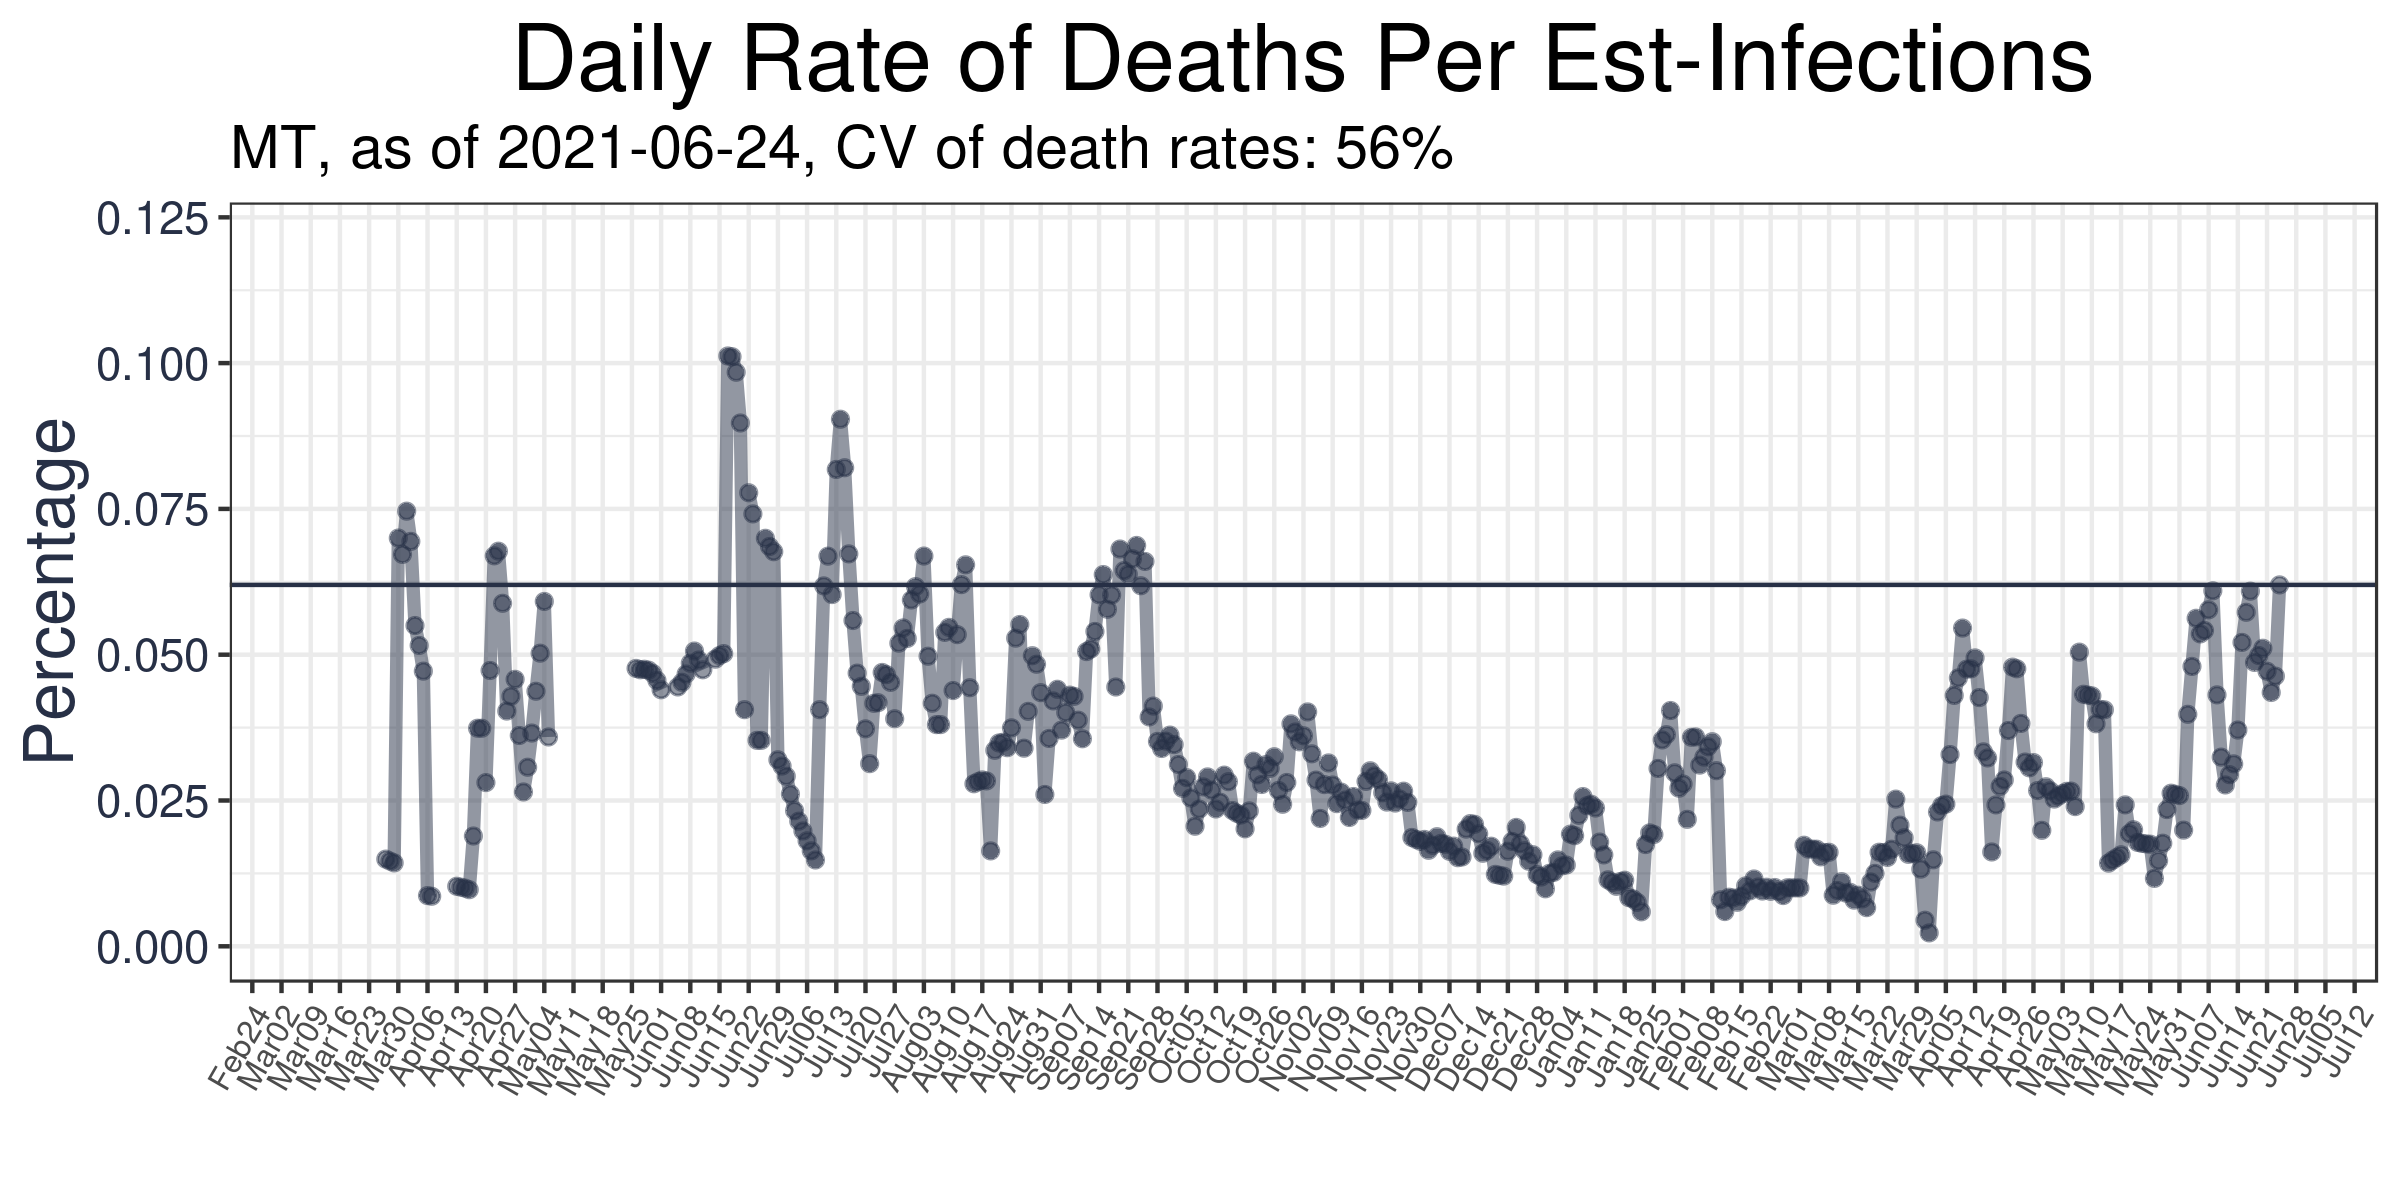 Daily Rate of Deaths Per Est-Infections
MT, as of 2021-06-24, CV of death rates: 56%
Percentage
0.125
0.100
0.075
0.050
0.025
0.000
Feb24
Mar02
Mar09
Mar16
Mar23
Mar30
Apr06
Apr13
Apr20
Apr27
May04
May11
May18
May25
Jun01
Jun08
Jun15
Jun22
Jun29
Jul06
Jul13
Jul20
Jul27
Aug03
Aug10
Aug17
Aug24
Aug31
Sep07
Sep14
Sep21
Sep28
Oct05
Oct12
Oct19
Oct26
Nov02
Nov09
Nov16
Nov23
Nov30
Dec07
Dec14
Dec21
Dec28
Jan04
Jan11
Jan18
Jan25
Feb01
Feb08
Feb15
Feb22
Mar01
Mar08
Mar15
Mar22
Mar29
Apr05
Apr12
Apr19
Apr26
May03
May10
May17
May24
May31
Jun07
Jun14
Jun21
Jun28
Jul05
Jul12